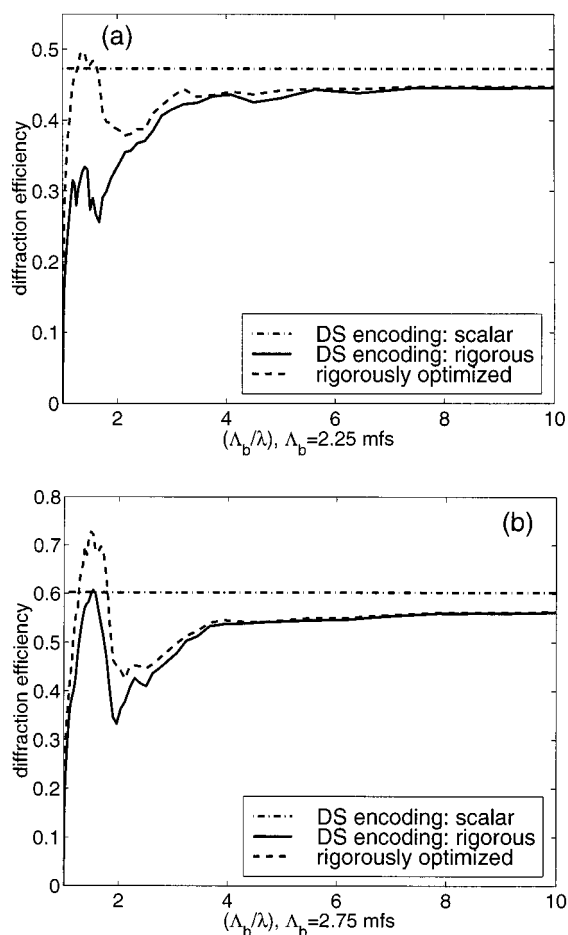 (a)
0.5
0.4
0.3
0.2
0.1
0
diffraction efficiency
DS encoding: scalar
DS encoding: rigorous
rigorously optimized
2 4 6 8 10
(Λb/λ), Λb=2.25 mfs
(b)
0.8
0.7
0.6
0.5
0.4
0.3
0.2
0.1
0
diffraction efficiency
DS encoding: scalar
DS encoding: rigorous
rigorously optimized
2 4 6 8 10
(Λb/λ), Λb=2.75 mfs